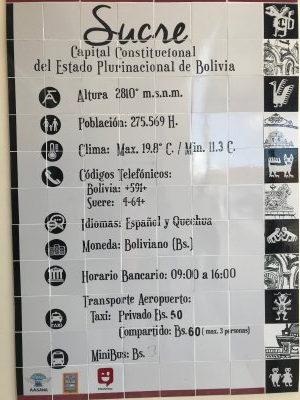 Sucre
Capital Constitucional
del Estado Plurinacional de Bolivia
Altura 2810° m.s.n.m.
Población: 275.569 H.
Clima: Max. 19.8° C. / Min. 11.3 C.
Códigos Telefónicos:
Bolivia: +591+
Sucre: 4-64+
Idiomas: Español y Quechua
Moneda: Boliviano (Bs.)
Horario Bancario: 09:00 a 16:00
Transporte Aeropuerto:
TAXI
Taxi: Privado Bs. 50
Compartido: Bs. 60 (max. 3 personas)
MiniBus: Bs.
AASANA